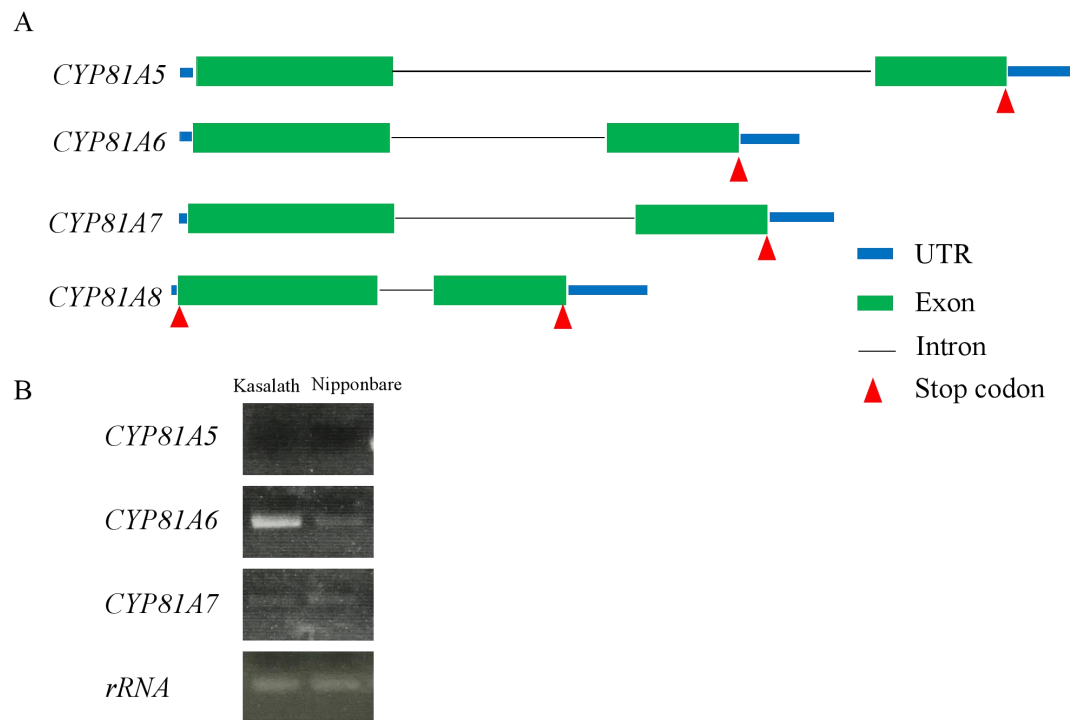 A
CYP81A5
CYP81A6
CYP81A7
CYP81A8
UTR
Exon
Intron
Stop codon
B
Kasalath Nipponbare
CYP81A5
CYP81A6
CYP81A7
rRNA